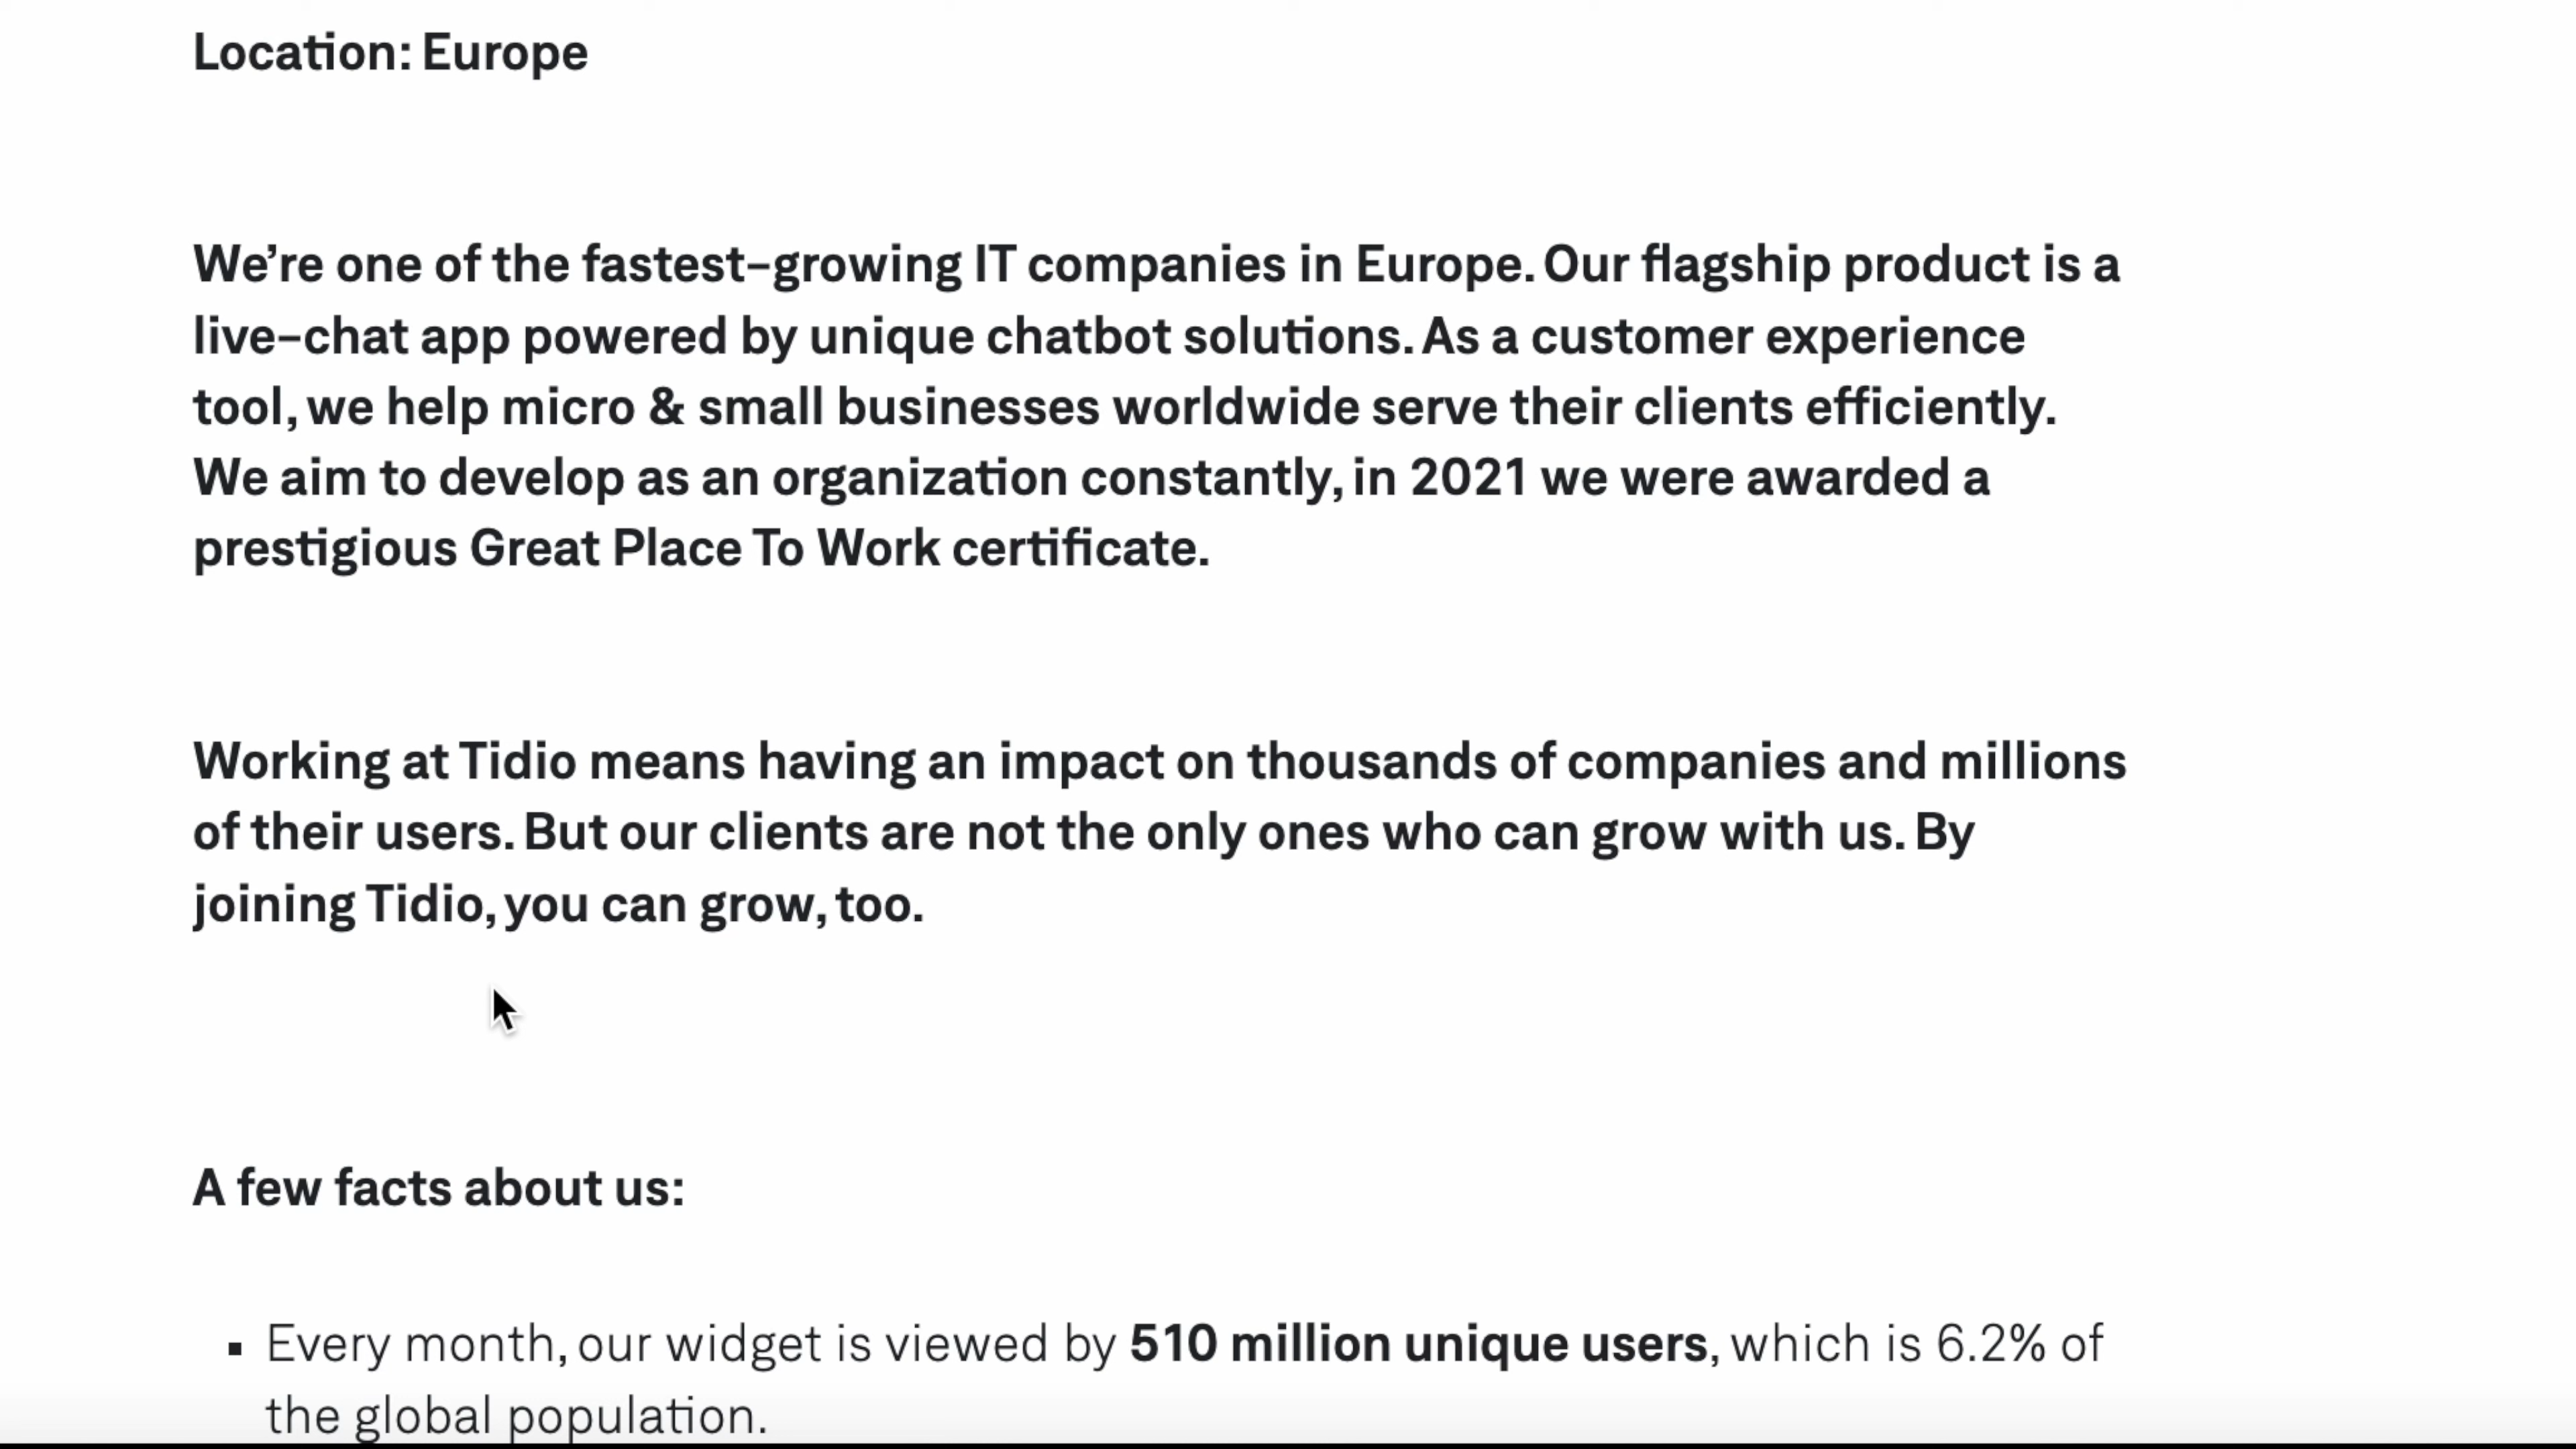 Location: Europe
We’re one of the fastest-growing IT companies in Europe. Our flagship product is a
live-chat app powered by unique chatbot solutions. As a customer experience
tool, we help micro & small businesses worldwide serve their clients efficiently.
We aim to develop as an organization constantly, in 2021 we were awarded a
prestigious Great Place To Work certificate.
Working at Tidio means having an impact on thousands of companies and millions
of their users. But our clients are not the only ones who can grow with us. By
joining Tidio, you can grow, too.
A few facts about us:
▪ Every month, our widget is viewed by 510 million unique users, which is 6.2% of
the global population.